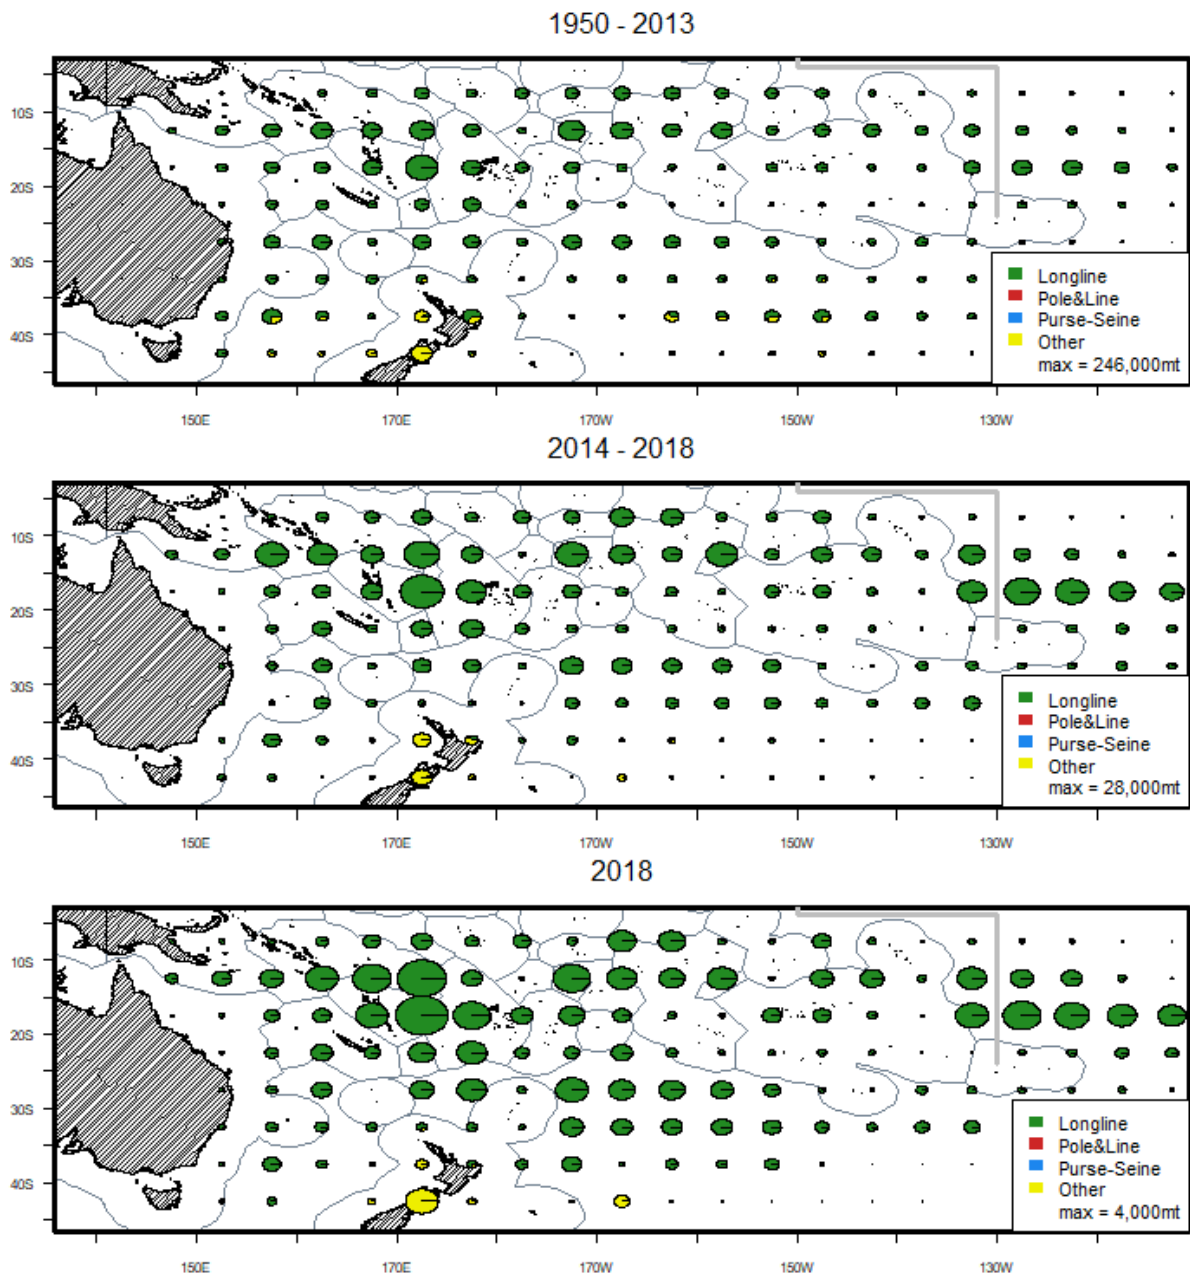 1950 - 2013
10S
20S
30S
40S
Longline
Pole&Line
Purse-Seine
Other
max = 246,000mt
150E 170E 170W 150W 130W
2014 - 2018
10S
20S
30S
40S
Longline
Pole&Line
Purse-Seine
Other
max = 28,000mt
150E 170E 170W 150W 130W
2018
10S
20S
30S
40S
Longline
Pole&Line
Purse-Seine
Other
max = 4,000mt
150E 170E 170W 150W 130W